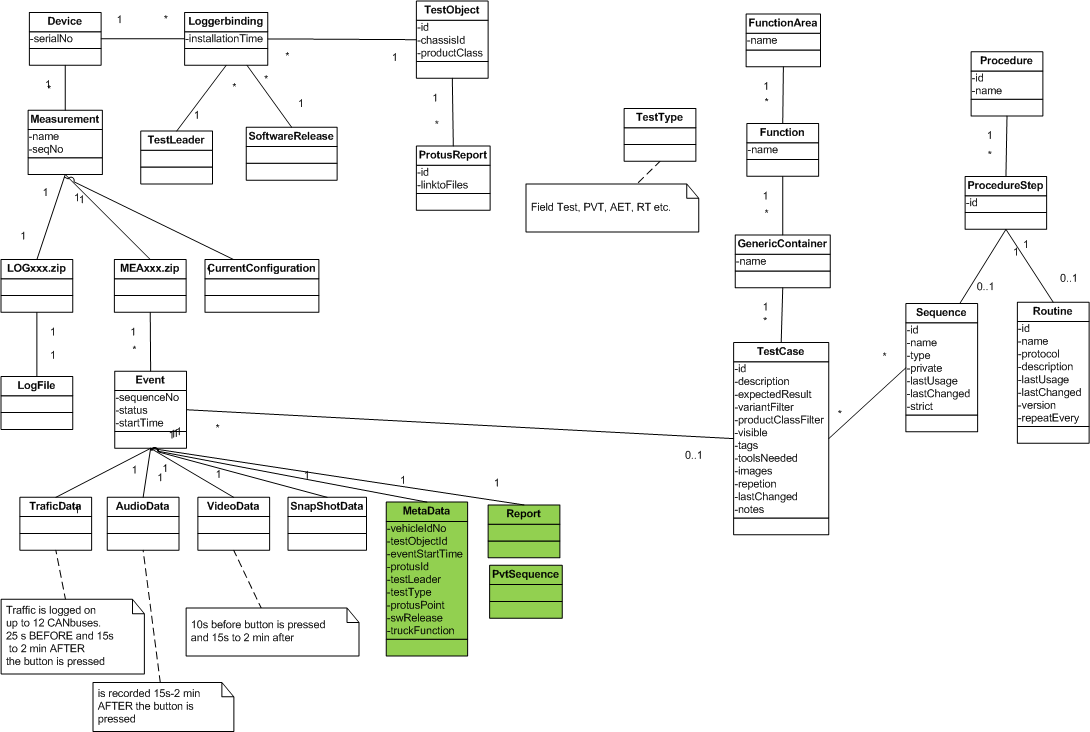 Device
-serialNo
1
*
Loggerbinding
-installationTime
*
1
TestObject
-id
-chassisId
-productClass
1
*
ProtusReport
-id
-linktoFiles
*
*
1
1
TestLeader
SoftwareRelease
1
*
Measurement
-name
-seqNo
1
1
1
1
LOGxxx.zip
MEAxxx.zip
CurrentConfiguration
1
1
LogFile
1
*
Event
-sequenceNo
-status
-startTime
*
0..1
1
1
1
1
1
1
1
TraficData
AudioData
VideoData
SnapShotData
MetaData
-vehicleIdNo
-testObjectId
-eventStartTime
-protusId
-testLeader
-testType
-protusPoint
-swRelease
-truckFunction
Report
PvtSequence
Traffic is logged on
up to 12 CANbuses.
25 s BEFORE and 15s
to 2 min AFTER
the button is pressed
is recorded 15s-2 min
AFTER the button is
pressed
10s before button is pressed
and 15s to 2 min after
TestType
Field Test, PVT, AET, RT etc.
FunctionArea
-name
1
*
Function
-name
1
*
GenericContainer
-name
1
*
TestCase
-id
-description
-expectedResult
-variantFilter
-productClassFilter
-visible
-tags
-toolsNeeded
-images
-repetion
-lastChanged
-notes
*
*
Procedure
-id
-name
1
*
ProcedureStep
-id
1
1
0..1
0..1
Sequence
-id
-name
-type
-private
-lastUsage
-lastChanged
-strict
Routine
-id
-name
-protocol
-description
-lastUsage
-lastChanged
-version
-repeatEvery